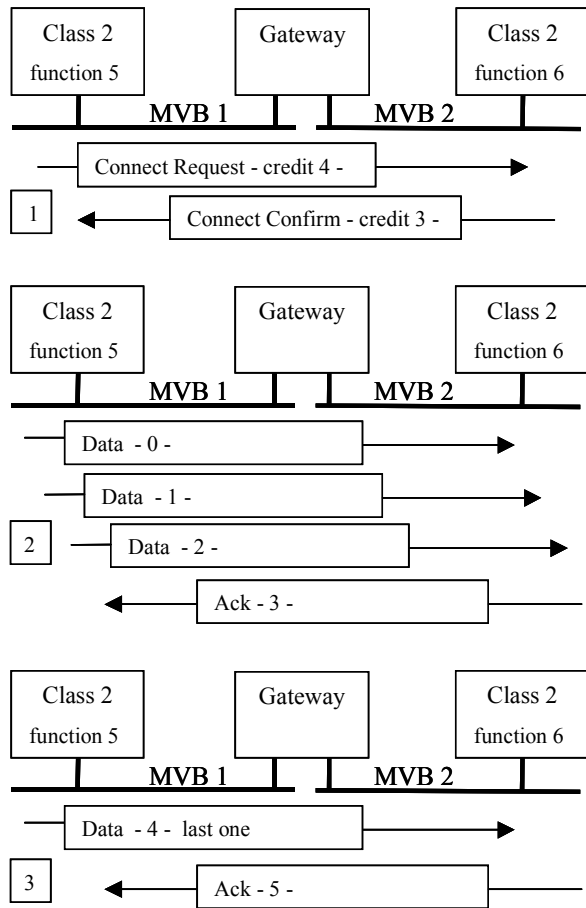 Class 2
function 5
Gateway
Class 2
function 6
MVB 1
MVB 2
Connect Request - credit 4 -
1
Connect Confirm - credit 3 -
Class 2
function 5
Gateway
Class 2
function 6
MVB 1
MVB 2
Data - 0 -
Data - 1 -
2
Data - 2 -
Ack - 3 -
Class 2
function 5
Gateway
Class 2
function 6
MVB 1
MVB 2
Data - 4 - last one
3
Ack - 5 -